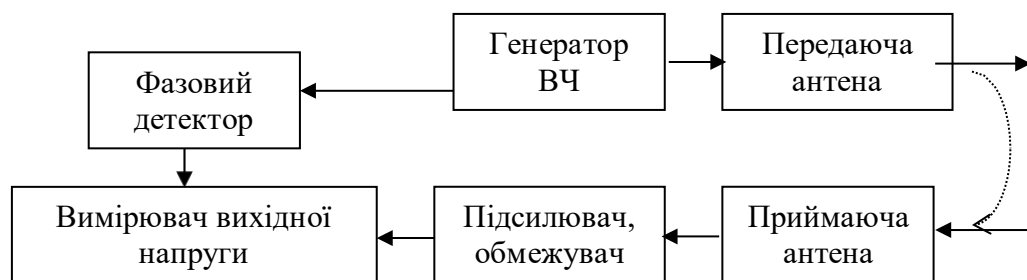 Генератор
ВЧ
Передаюча
антена
Фазовий
детектор
Вимірювач вихідної
напруги
Підсилювач,
обмежувач
Приймаюча
антена